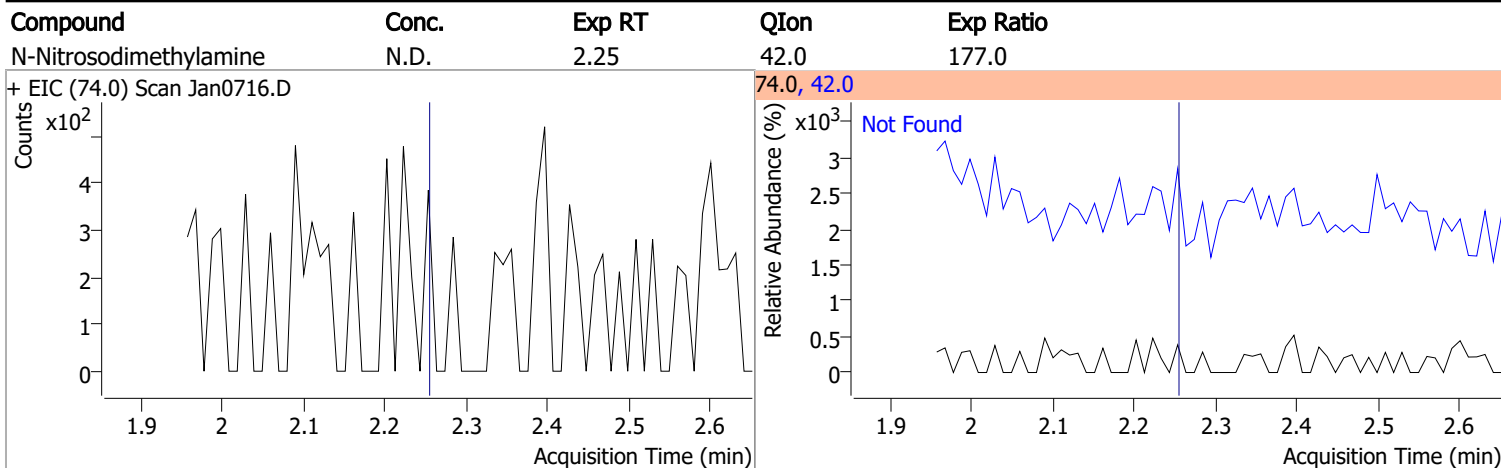 Compound Conc. Exp RT QIon Exp Ratio
N-Nitrosodimethylamine N.D. 2.25 42.0 177.0
+ EIC (74.0) Scan Jan0716.D
Counts
x10²
4
3
2
1
0
1.9 2 2.1 2.2 2.3 2.4 2.5 2.6
Acquisition Time (min)
74.0, 42.0
Relative Abundance (%)
x10³
Not Found
3
2.5
2
1.5
1
0.5
0
1.9 2 2.1 2.2 2.3 2.4 2.5 2.6
Acquisition Time (min)